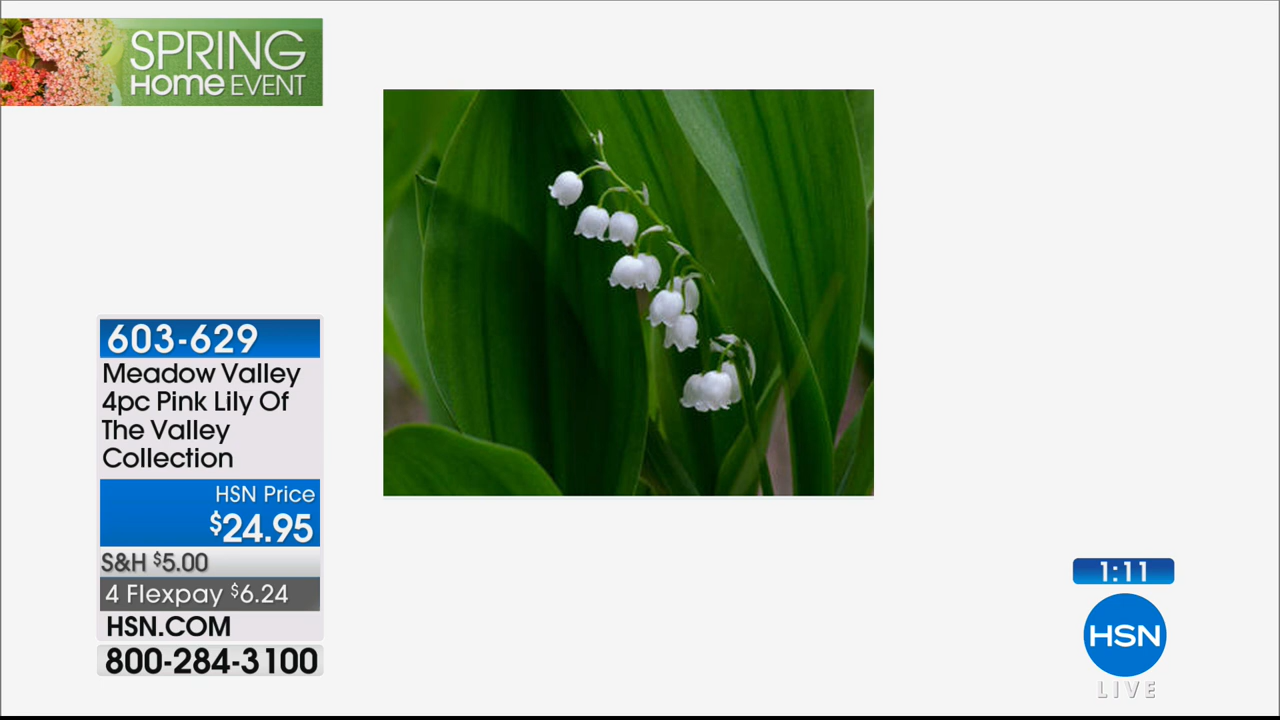 SPRING
Home EVENT
603-629
Meadow Valley
4pc Pink Lily Of
The Valley
Collection
HSN Price
$24.95
S&H $5.00
4 Flexpay $6.24
HSN.COM
800-284-3100
1:11
HSN
LIVE